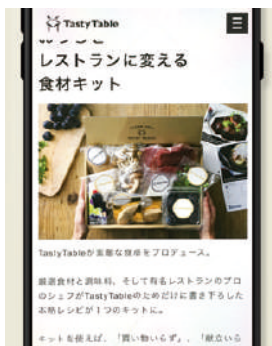 TastyTable
おうちを
レストランに変える
食材キット
TastyTableが素敵な食卓をプロデュース。
厳選食材と調味料、そして有名レストランのプロ
のシェフがTastyTableのためだけに書き下ろした
本格レシピが1つのキットに。
キットを使えば、「買い物いらず」、「献立いら